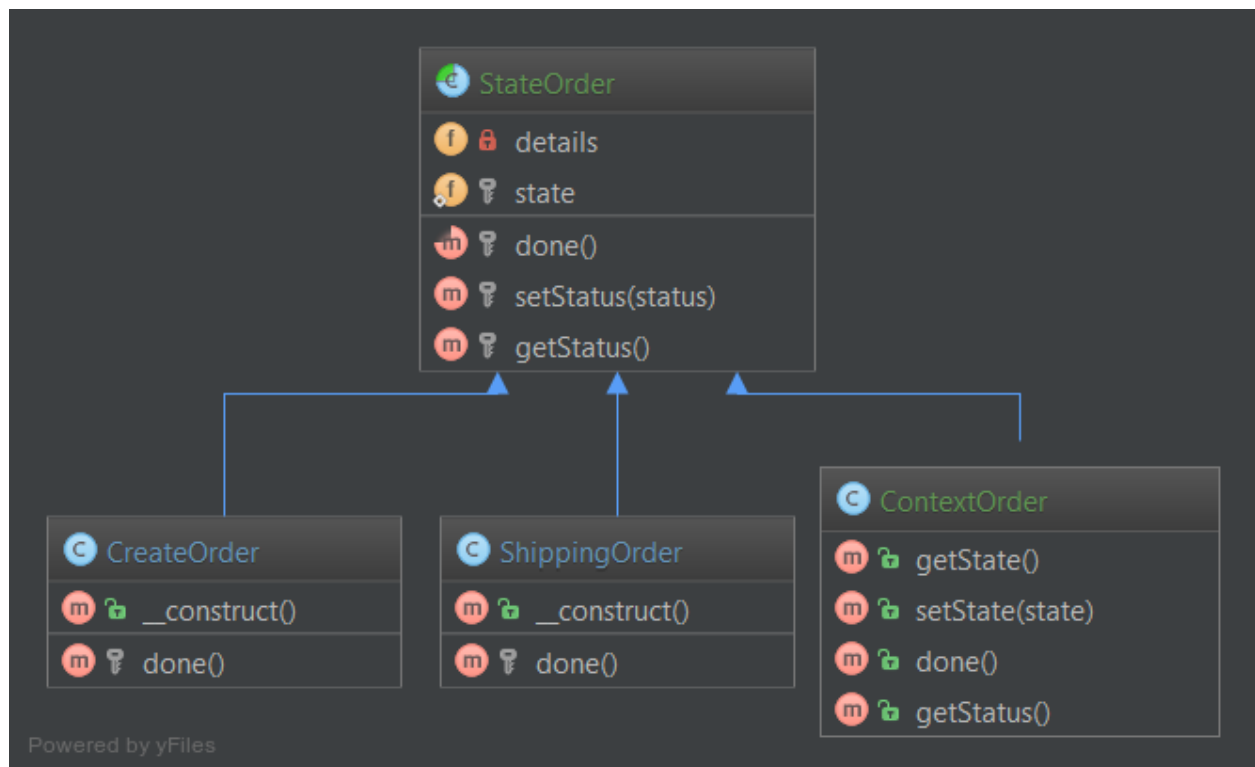 StateOrder
details
state
done()
setStatus(status)
getStatus()
CreateOrder
__construct()
done()
ShippingOrder
__construct()
done()
ContextOrder
getState()
setState(state)
done()
getStatus()
Powered by yFiles